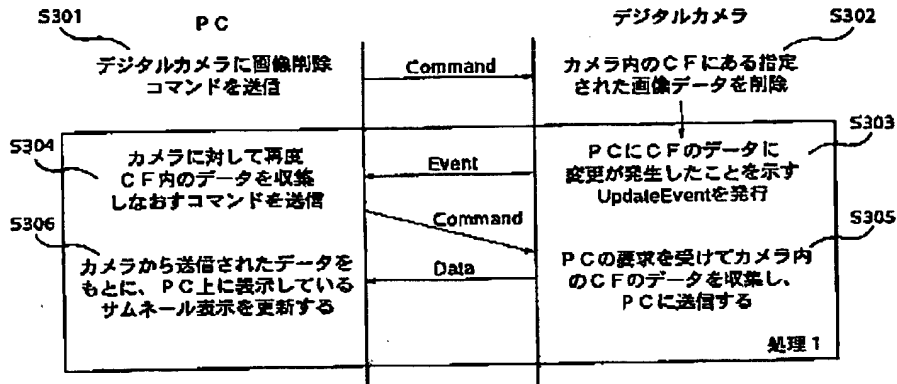 S301
PC
デジタルカメラ
S302
デジタルカメラに画像削除
コマンドを送信
Command
カメラ内のCFにある指定
された画像データを削除
S304
カメラに対して再度
CF内のデータを収集
しなおすコマンドを送信
Event
PCにCFのデータに
変更が発生したことを示す
UpdateEventを発行
S303
Command
S306
カメラから送信されたデータを
もとに、PC上に表示している
サムネール表示を更新する
Data
PCの要求を受けてカメラ内
のCFのデータを収集し、
PCに送信する
S305
処理1